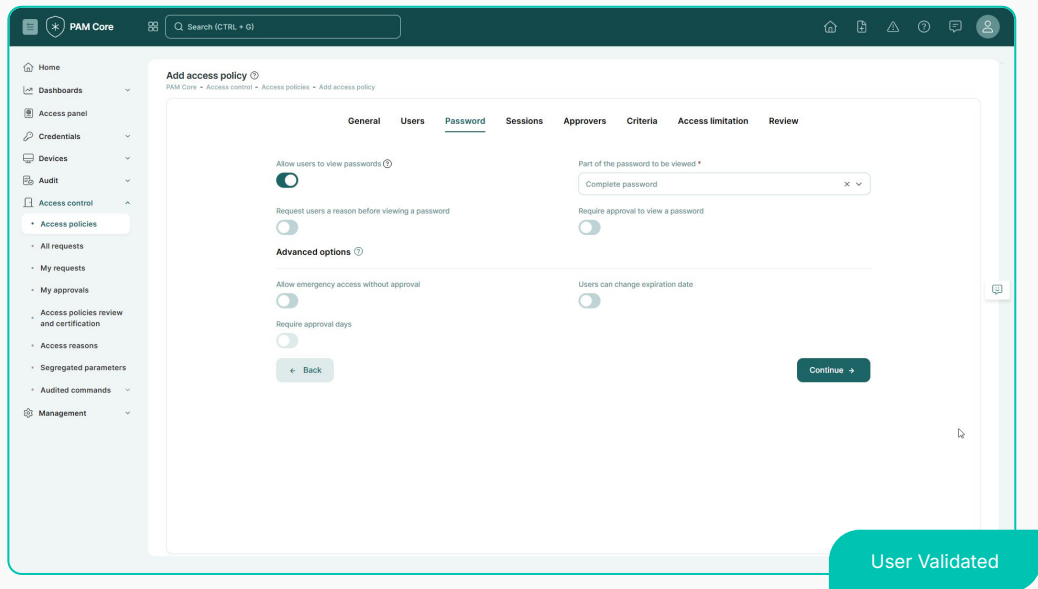 PAM Core
Search (CTRL + G)
Home
Dashboards
Access panel
Credentials
Devices
Audit
Access control
Access policies
All requests
My requests
My approvals
Access policies review
and certification
Access reasons
Segregated parameters
Audited commands
Management
Add access policy
PAM Core - Access control - Access policies - Add access policy
General Users Password Sessions Approvers Criteria Access limitation Review
Allow users to view passwords
Part of the password to be viewed *
Complete password
Request users a reason before viewing a password
Require approval to view a password
Advanced options
Allow emergency access without approval
Users can change expiration date
Require approval days
← Back
Continue →
User Validated